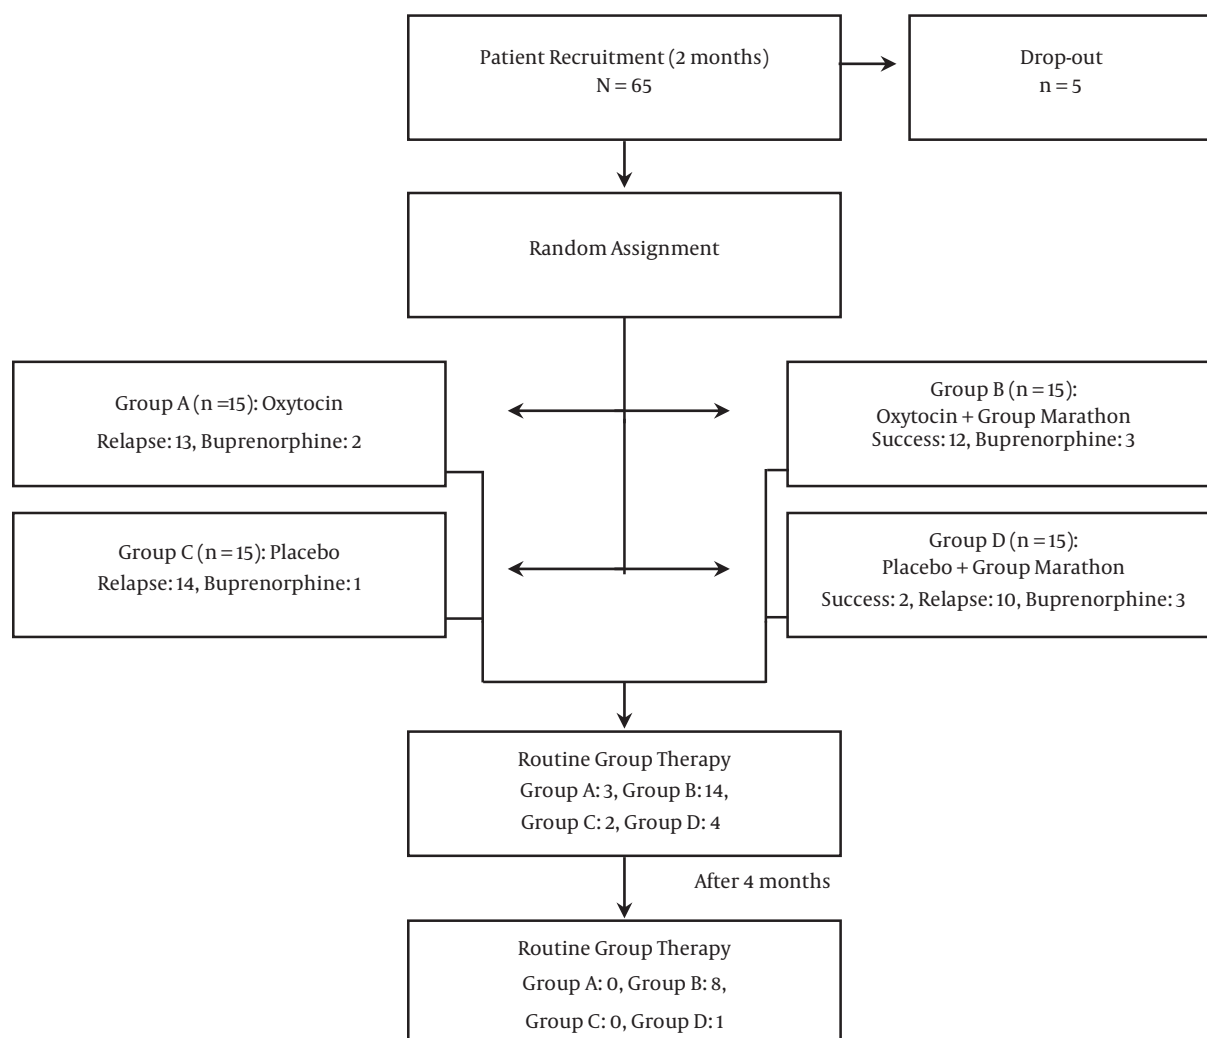 Patient Recruitment (2 months)
N = 65
Drop-out
n = 5
Random Assignment
Group A (n =15): Oxytocin
Relapse: 13, Buprenorphine: 2
Group B (n = 15):
Oxytocin + Group Marathon
Success: 12, Buprenorphine: 3
Group C (n = 15): Placebo
Relapse: 14, Buprenorphine: 1
Group D (n = 15):
Placebo + Group Marathon
Success: 2, Relapse: 10, Buprenorphine: 3
Routine Group Therapy
Group A: 3, Group B: 14,
Group C: 2, Group D: 4
After 4 months
Routine Group Therapy
Group A: 0, Group B: 8,
Group C: 0, Group D: 1